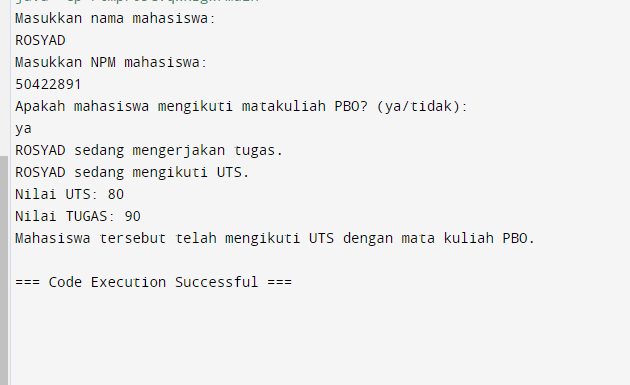 Masukkan nama mahasiswa:
ROSYAD
Masukkan NPM mahasiswa:
50422891
Apakah mahasiswa mengikuti matakuliah PBO? (ya/tidak):
ya
ROSYAD sedang mengerjakan tugas.
ROSYAD sedang mengikuti UTS.
Nilai UTS: 80
Nilai TUGAS: 90
Mahasiswa tersebut telah mengikuti UTS dengan mata kuliah PBO.
=== Code Execution Successful ===